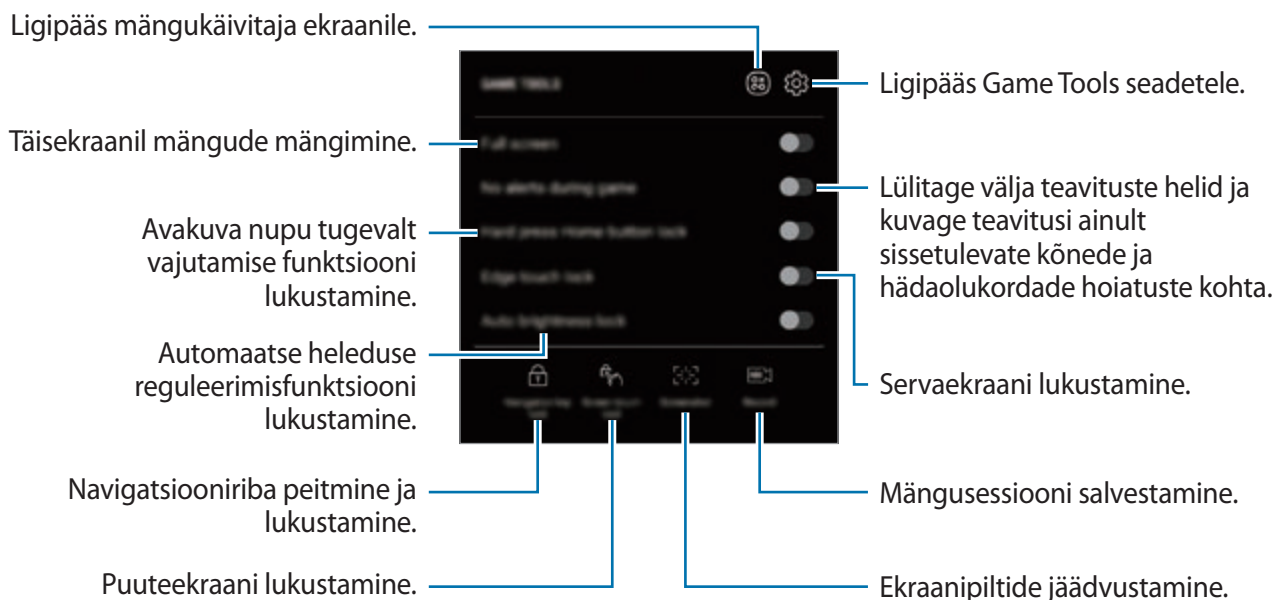 Ligipääs mängukäivitaja ekraanile.
GAME TOOLS
Ligipääs Game Tools seadetele.
Täisekraanil mängude mängimine.
Full screen
No alerts during game
Lülitage välja teavituste helid ja
kuvage teavitusi ainult
sissetulevate kõnede ja
hädaolukordade hoiatuste kohta.
Avakuva nupu tugevalt
vajutamise funktsiooni
lukustamine.
Hard press Home button lock
Edge touch lock
Auto brightness lock
Automaatse heleduse
reguleerimisfunktsiooni
lukustamine.
Servaekraani lukustamine.
Navigatsiooniriba peitmine ja
lukustamine.
Mängusessiooni salvestamine.
Puuteekraani lukustamine.
Ekraanipiltide jäädvustamine.